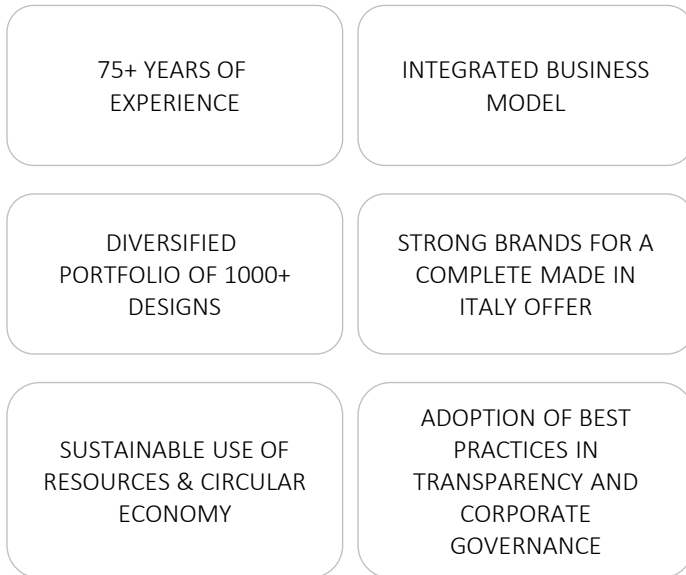 75+ YEARS OF
EXPERIENCE
INTEGRATED BUSINESS
MODEL
DIVERSIFIED
PORTFOLIO OF 1000+
DESIGNS
STRONG BRANDS FOR A
COMPLETE MADE IN
ITALY OFFER
SUSTAINABLE USE OF
RESOURCES & CIRCULAR
ECONOMY
ADOPTION OF BEST
PRACTICES IN
TRANSPARENCY AND
CORPORATE
GOVERNANCE